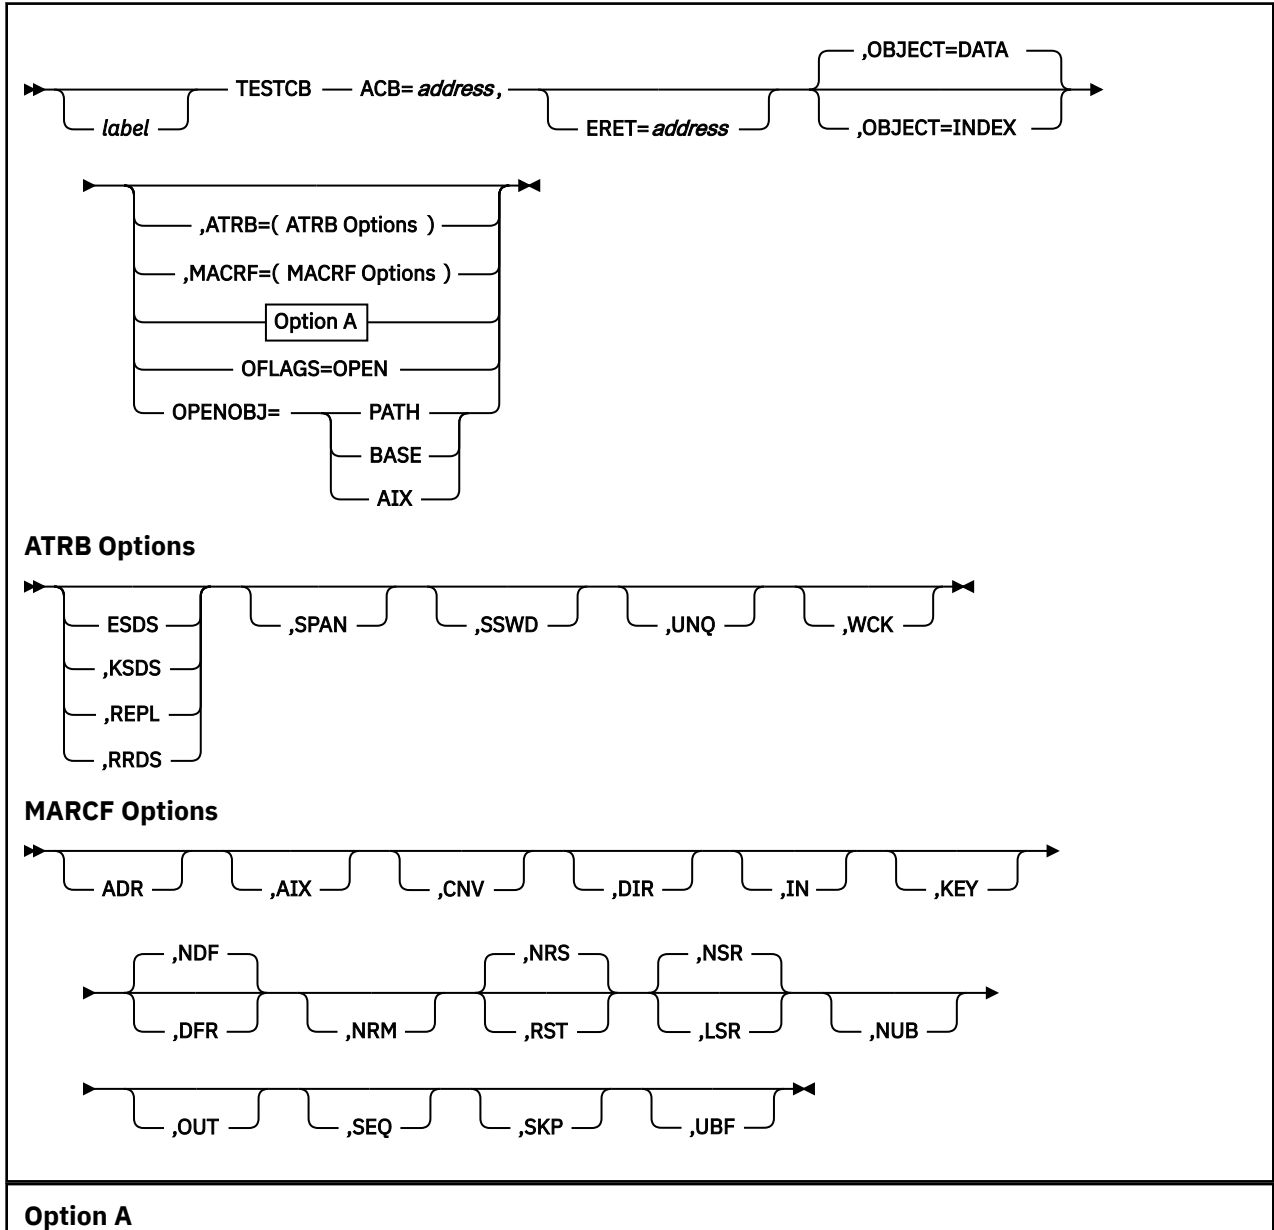 ,OBJECT=DATA
TESTCB ACB= address,
label ERET=address ,OBJECT=INDEX
,ATRB=( ATRB Options )
,MACRF=( MACRF Options )
Option A
OFLAGS=OPEN
OPENOBJ= PATH
BASE
AIX
ATRB Options
ESDS ,SPAN ,SSWD ,UNQ ,WCK
,KSDS
,REPL
,RRDS
MARCF Options
ADR ,AIX ,CNV ,DIR ,IN ,KEY
,NDF ,NRS ,NSR
,DFR ,NRM ,RST ,LSR ,NUB
,OUT ,SEQ ,SKP ,UBF
Option A